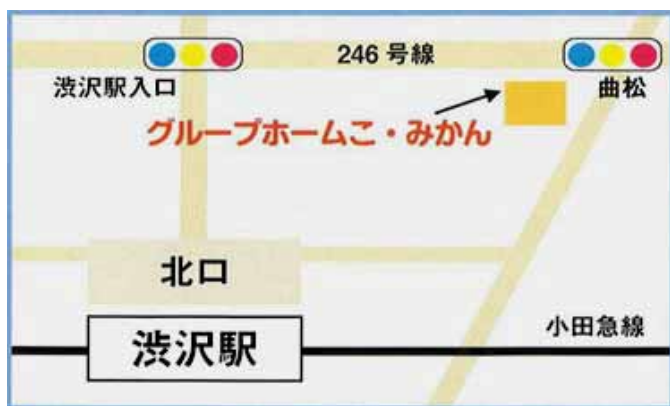 246 号線
渋沢駅入口
曲松
グループホームこ・みかん
北口
小田急線
渋沢駅